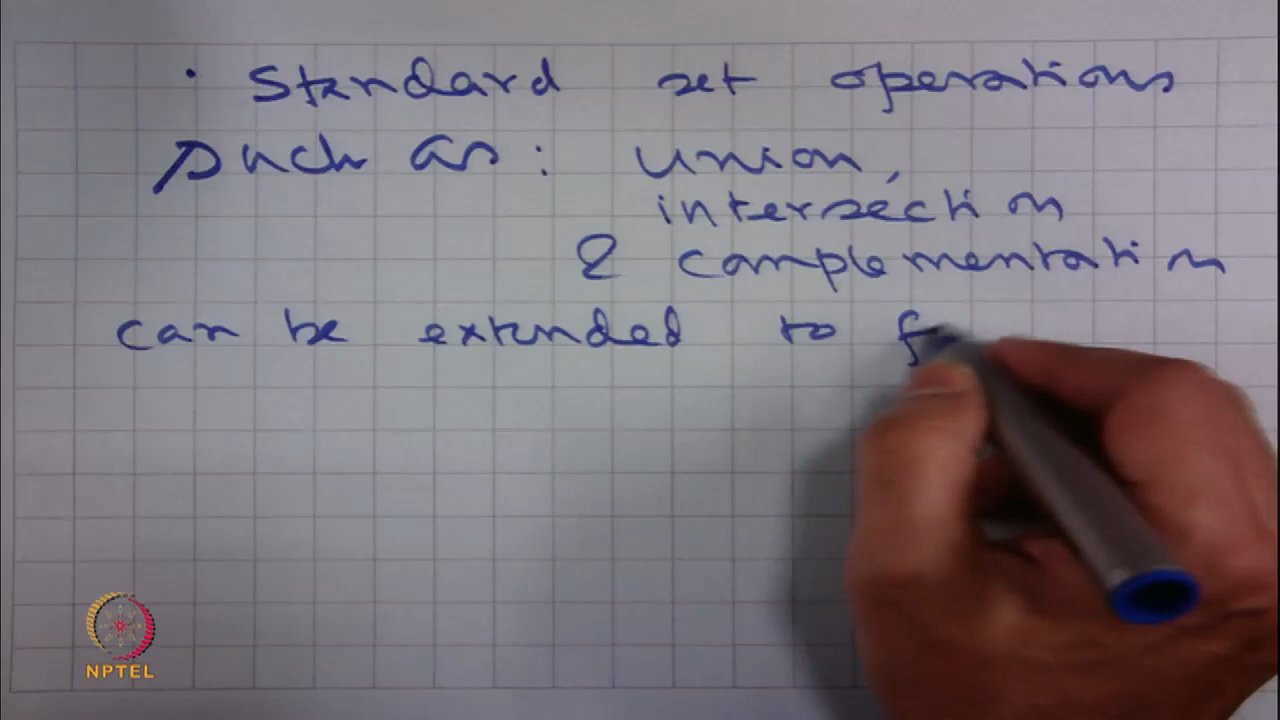 • Standard set operations
such as: union,
intersection
& complementation
can be extended to
NPTEL